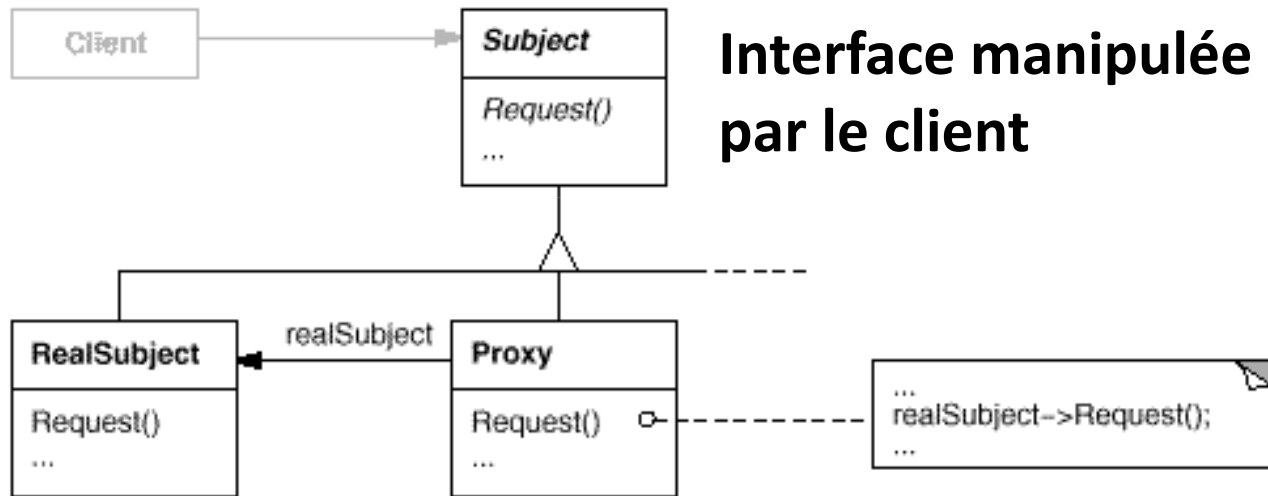 Client
Subject
Request()
...
Interface manipulée
par le client
RealSubject
Request()
...
realSubject
Proxy
Request()
...
...
realSubject->Request();
...